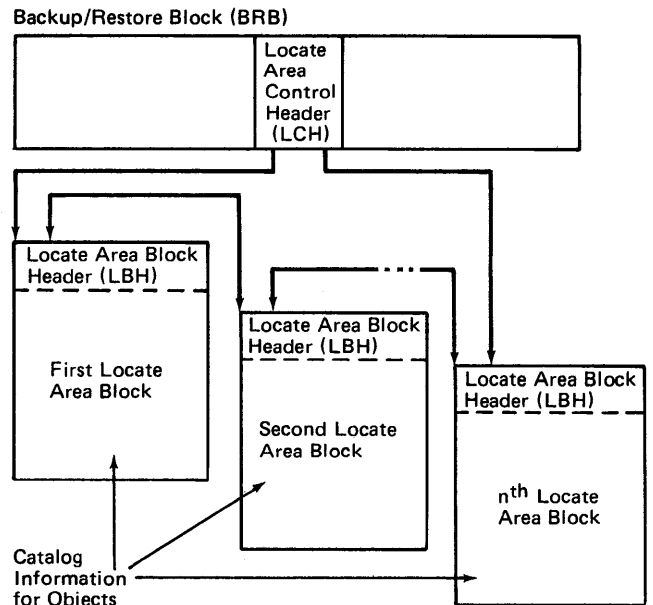 Backup/Restore Block (BRB)
Locate
Area
Control
Header
(LCH)
Locate Area Block
Header (LBH)
First Locate
Area Block
Locate Area Block
Header (LBH)
Second Locate
Area Block
Locate Area Block
Header (LBH)
nth Locate
Area Block
Catalog
Information
for Objects